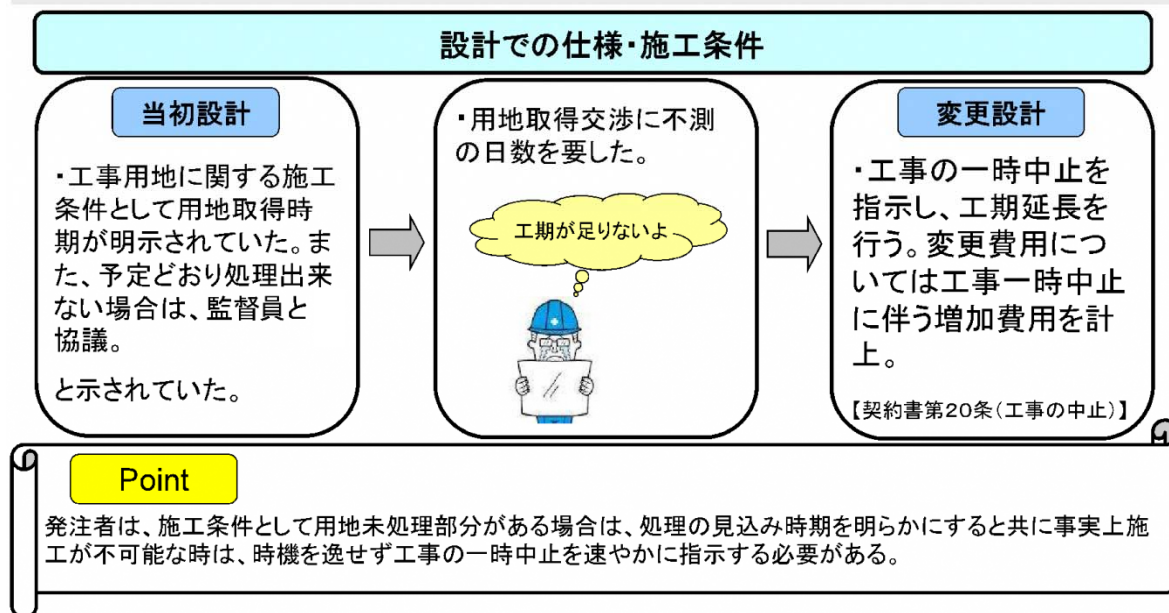 設計での仕様・施工条件
当初設計
・工事用地に関する施工
条件として用地取得時
期が明示されていた。ま
た、予定どおり処理出来
ない場合は、監督員と
協議。
と示されていた。
・用地取得交渉に不測
の日数を要した。
工期が足りないよ
変更設計
・工事の一時中止を
指示し、工期延長を
行う。変更費用につ
いては工事一時中止
に伴う増加費用を計
上。
【契約書第20条(工事の中止)】
Point
発注者は、施工条件として用地未処理部分がある場合は、処理の見込み時期を明らかにすると共に事実上施
工が不可能な時は、時機を逸せず工事の一時中止を速やかに指示する必要がある。